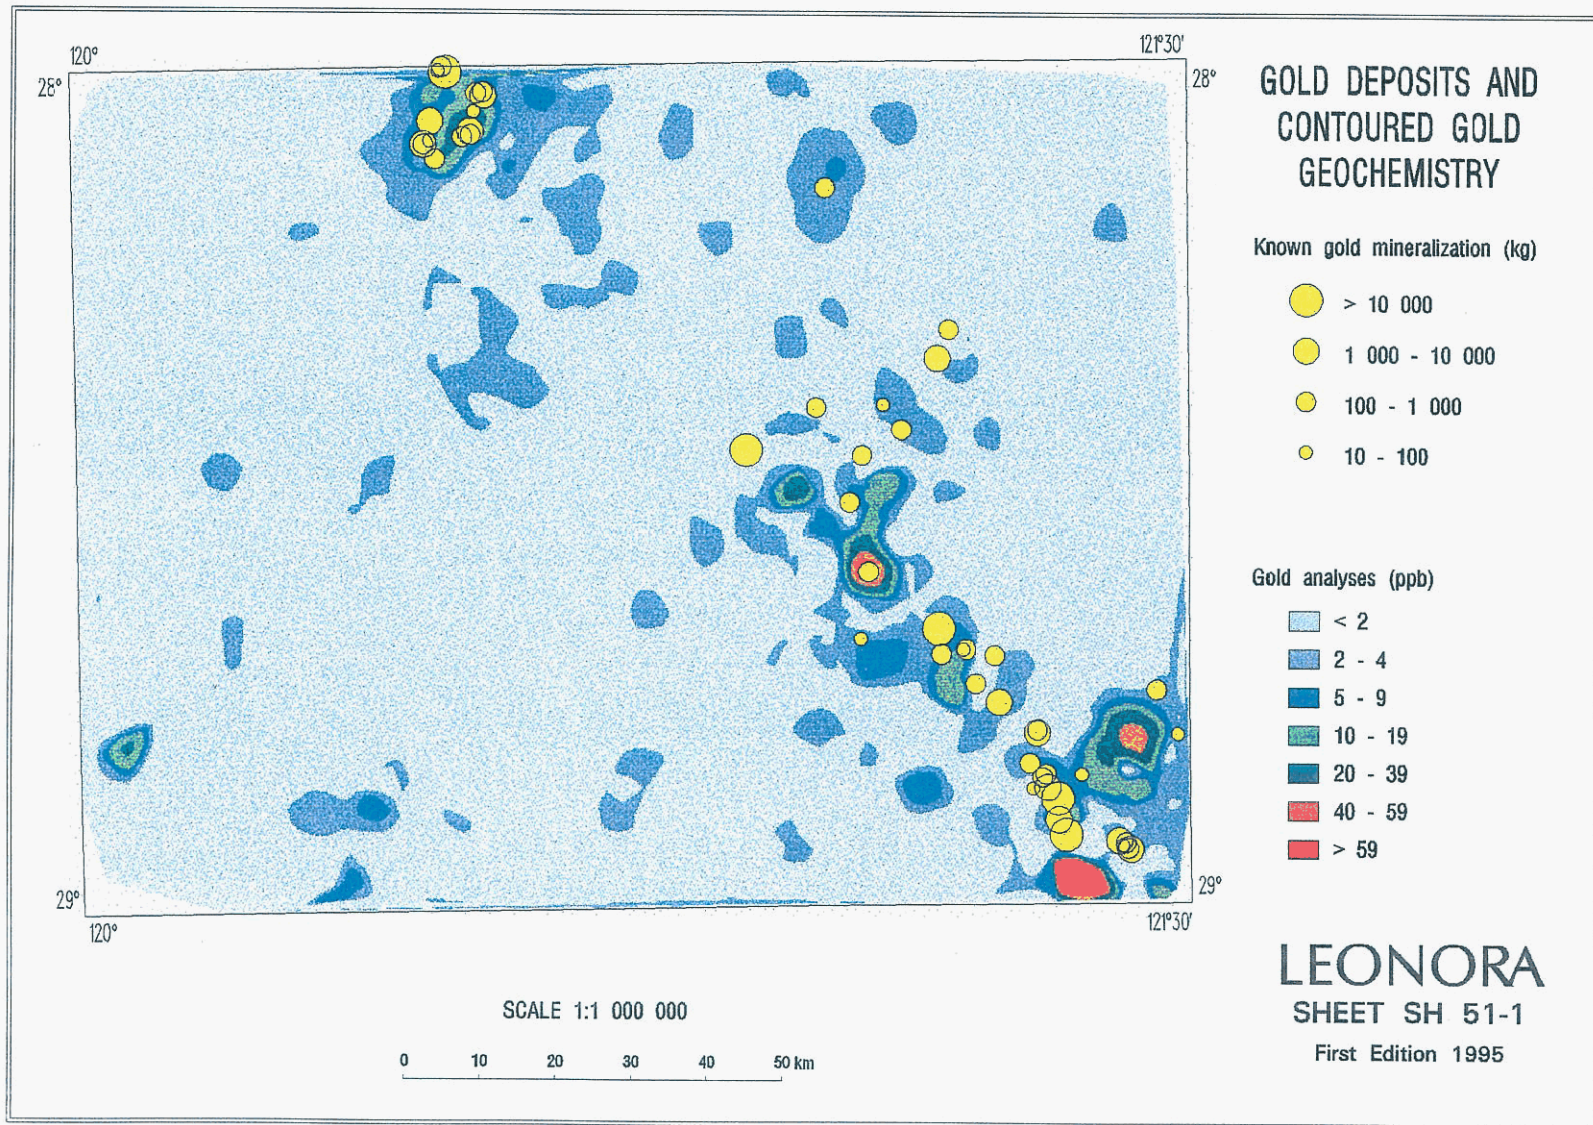 120°
121°30'
28°
28°
GOLD DEPOSITS AND
CONTOURED GOLD
GEOCHEMISTRY
Known gold mineralization (kg)
> 10 000
1 000 - 10 000
100 - 1 000
10 - 100
Gold analyses (ppb)
< 2
2 - 4
5 - 9
10 - 19
20 - 39
40 - 59
> 59
29°
29°
120°
121°30'
LEONORA
SHEET SH 51-1
First Edition 1995
SCALE 1:1 000 000
0 10 20 30 40 50 km